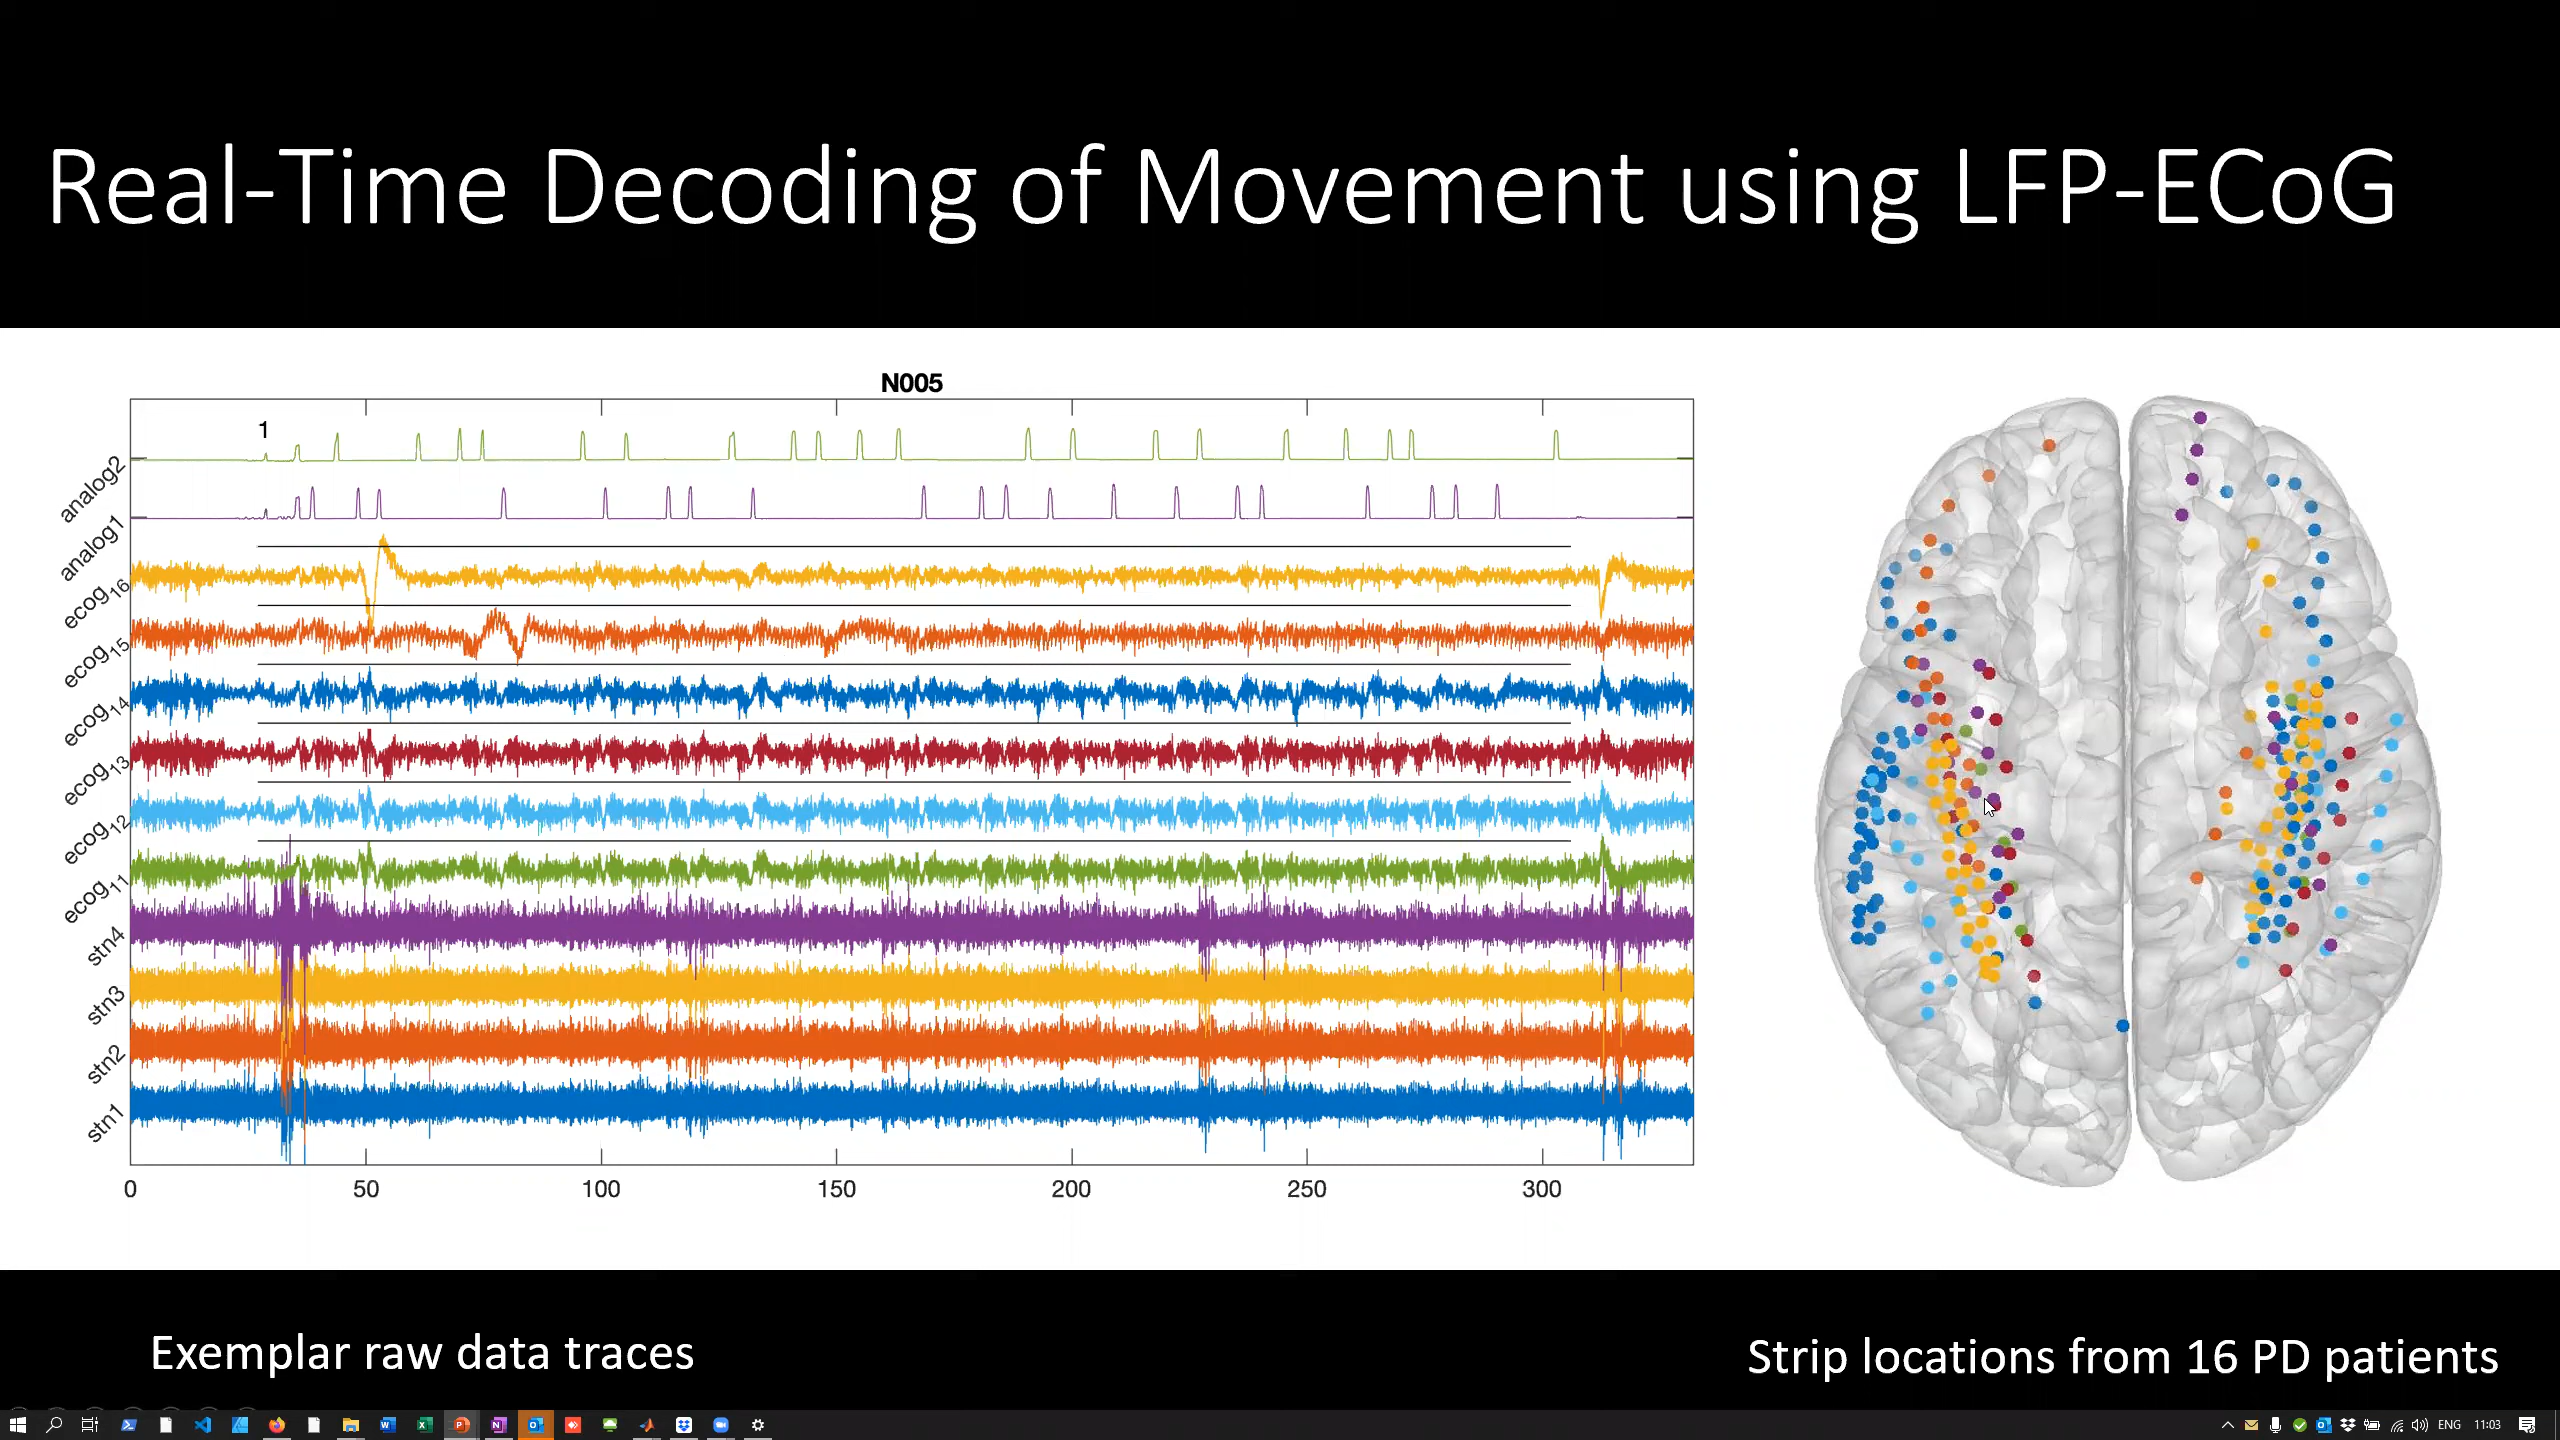 Real-Time Decoding of Movement using LFP-ECoG
N005
1
analog2
analog1
ecog16
ecog15
ecog14
ecog13
ecog12
ecog11
stn4
stn3
stn2
stn1
0 50 100 150 200 250 300
Exemplar raw data traces
Strip locations from 16 PD patients
ENG 11:03